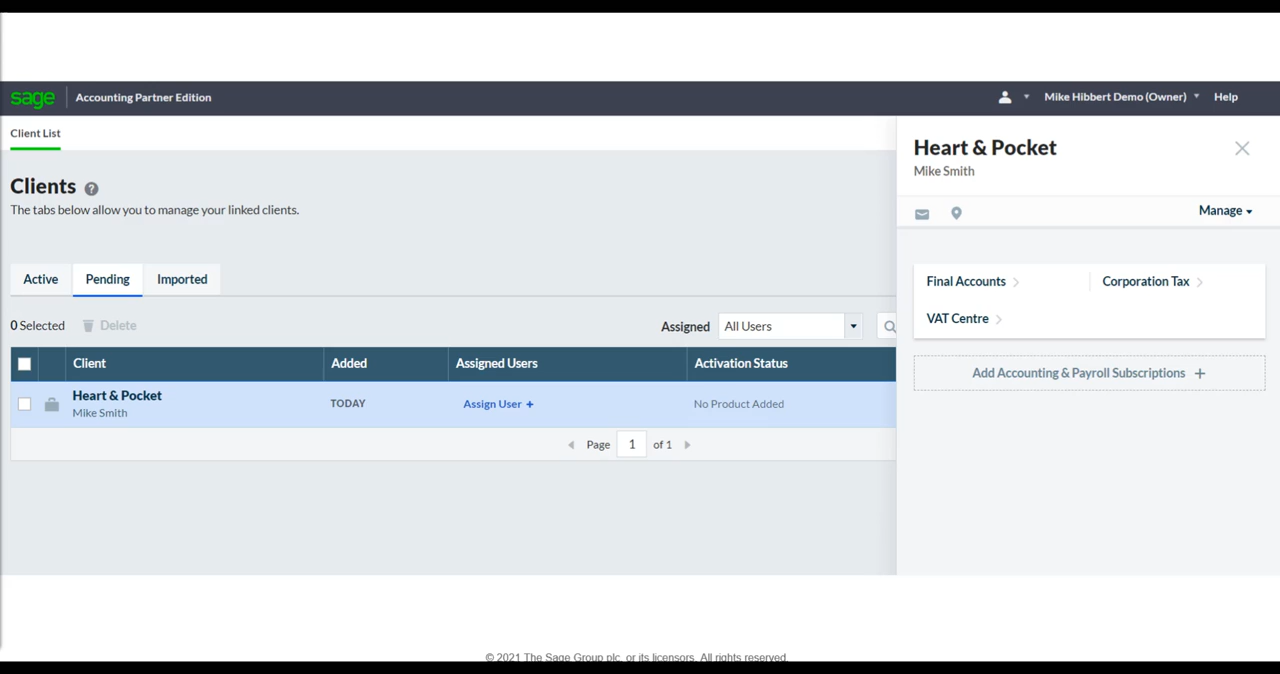 sage Accounting Partner Edition Mike Hibbert Demo (Owner) Help
Client List
Clients ?
The tabs below allow you to manage your linked clients.
Active Pending Imported
0 Selected Delete Assigned All Users
Client Added Assigned Users Activation Status
Heart & Pocket
Mike Smith
TODAY Assign User + No Product Added
Page 1 of 1
Heart & Pocket
Mike Smith
Manage
Final Accounts Corporation Tax
VAT Centre
Add Accounting & Payroll Subscriptions +
© 2021 The Sage Group plc. or its licensors. All rights reserved.